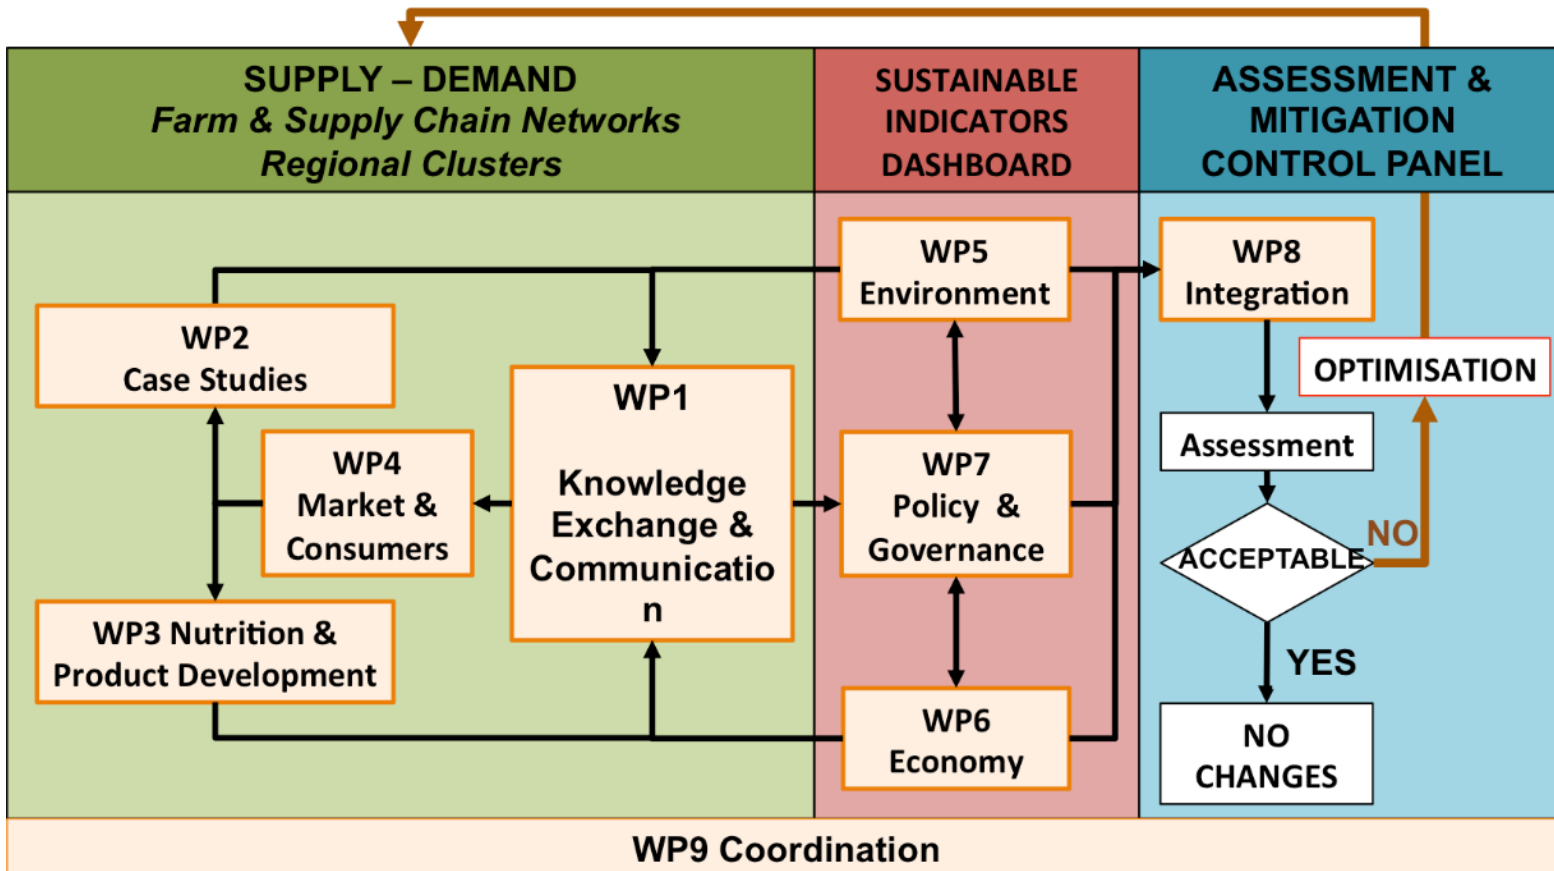 SUPPLY – DEMAND
Farm & Supply Chain Networks
Regional Clusters
SUSTAINABLE
INDICATORS
DASHBOARD
ASSESSMENT &
MITIGATION
CONTROL PANEL
WP2
Case Studies
WP4
Market &
Consumers
WP3 Nutrition &
Product Development
WP1
Knowledge
Exchange &
Communicatio
n
WP5
Environment
WP7
Policy &
Governance
WP6
Economy
WP8
Integration
OPTIMISATION
Assessment
ACCEPTABLE
NO
YES
NO
CHANGES
WP9 Coordination